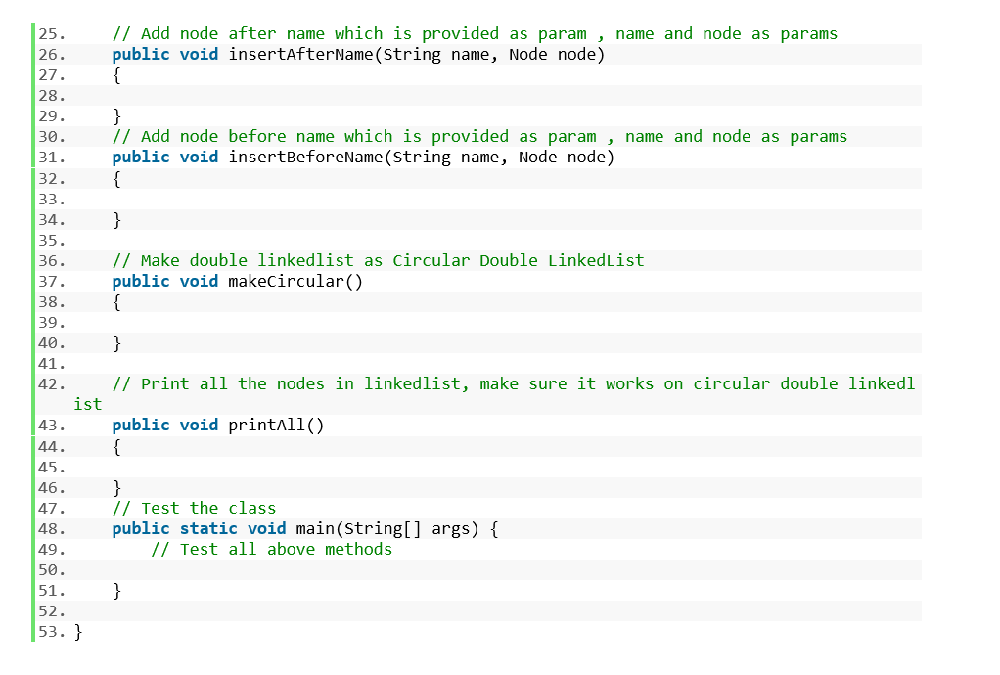 25.     // Add node after name which is provided as param , name and node as params
26.     public void insertAfterName(String name, Node node)
27.     {
28.
29.     }
30.     // Add node before name which is provided as param , name and node as params
31.     public void insertBeforeName(String name, Node node)
32.     {
33.
34.     }
35.
36.     // Make double linkedlist as Circular Double LinkedList
37.     public void makeCircular()
38.     {
39.
40.     }
41.
42.     // Print all the nodes in linkedlist, make sure it works on circular double linkedl
ist
43.     public void printAll()
44.     {
45.
46.     }
47.     // Test the class
48.     public static void main(String[] args) {
49.         // Test all above methods
50.
51.     }
52.
53. }